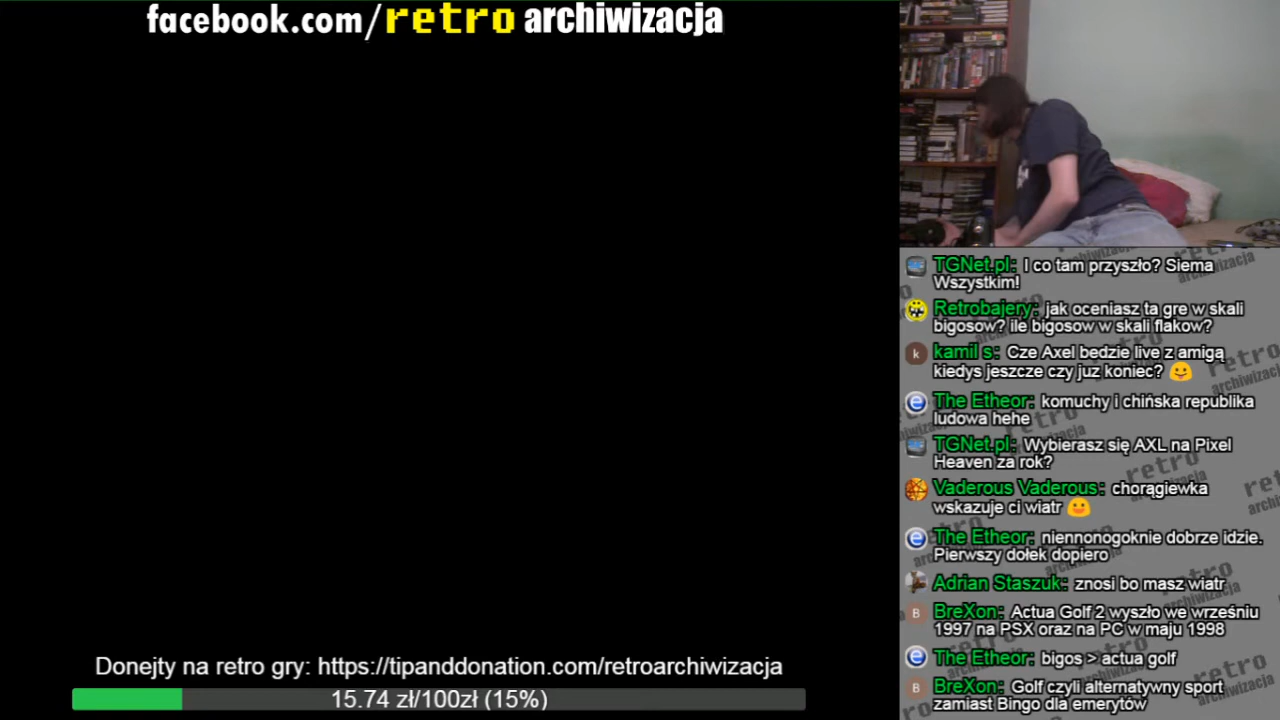 facebook.com/retro archiwizacja
TGNet.pl: I co tam przyszło? Siema
Wszystkim!
Retrobajery: jak oceniasz ta gre w skali
bigosow? ile bigosow w skali flakow?
kamil s: Cze Axel bedzie live z amigą
kiedys jeszcze czy juz koniec?
The Etheor: komuchy i chińska republika
ludowa hehe
TGNet.pl: Wybierasz się AXL na Pixel
Heaven za rok?
Vaderous Vaderous: chorągiewka
wskazuje ci wiatr
The Etheor: niennonogoknie dobrze idzie.
Pierwszy dołek dopiero
Adrian Staszuk: znosi bo masz wiatr
BreXon: Actua Golf 2 wyszło we wrześniu
1997 na PSX oraz na PC w maju 1998
The Etheor: bigos > actua golf
BreXon: Golf czyli alternatywny sport
zamiast Bingo dla emerytów
Donejty na retro gry: https://tipanddonation.com/retroarchiwizacja
15.74 zł/100zł (15%)